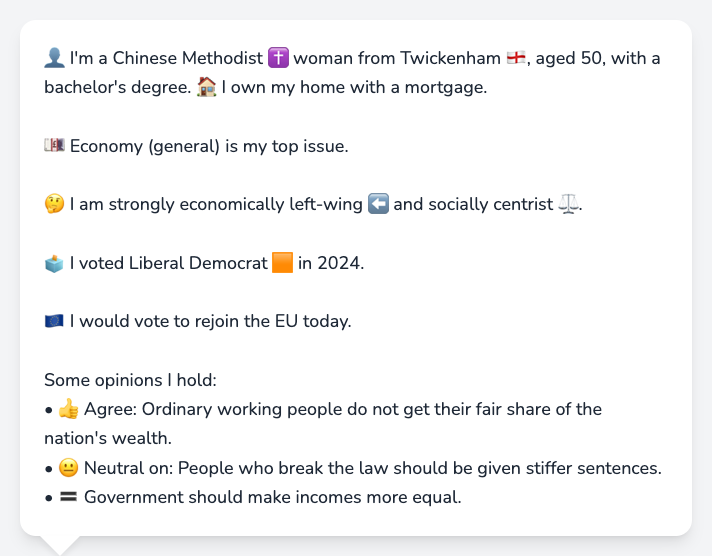 👤 I'm a Chinese Methodist ✝️ woman from Twickenham 🏴󠁧󠁢󠁥󠁮󠁧󠁿, aged 50, with a
bachelor's degree. 🏠 I own my home with a mortgage.
💷 Economy (general) is my top issue.
🤔 I am strongly economically left-wing ⬅️ and socially centrist ⚖️.
🗳️ I voted Liberal Democrat 🟧 in 2024.
🇪🇺 I would vote to rejoin the EU today.
Some opinions I hold:
• 👍 Agree: Ordinary working people do not get their fair share of the
nation's wealth.
• 😐 Neutral on: People who break the law should be given stiffer sentences.
• 🟰 Government should make incomes more equal.